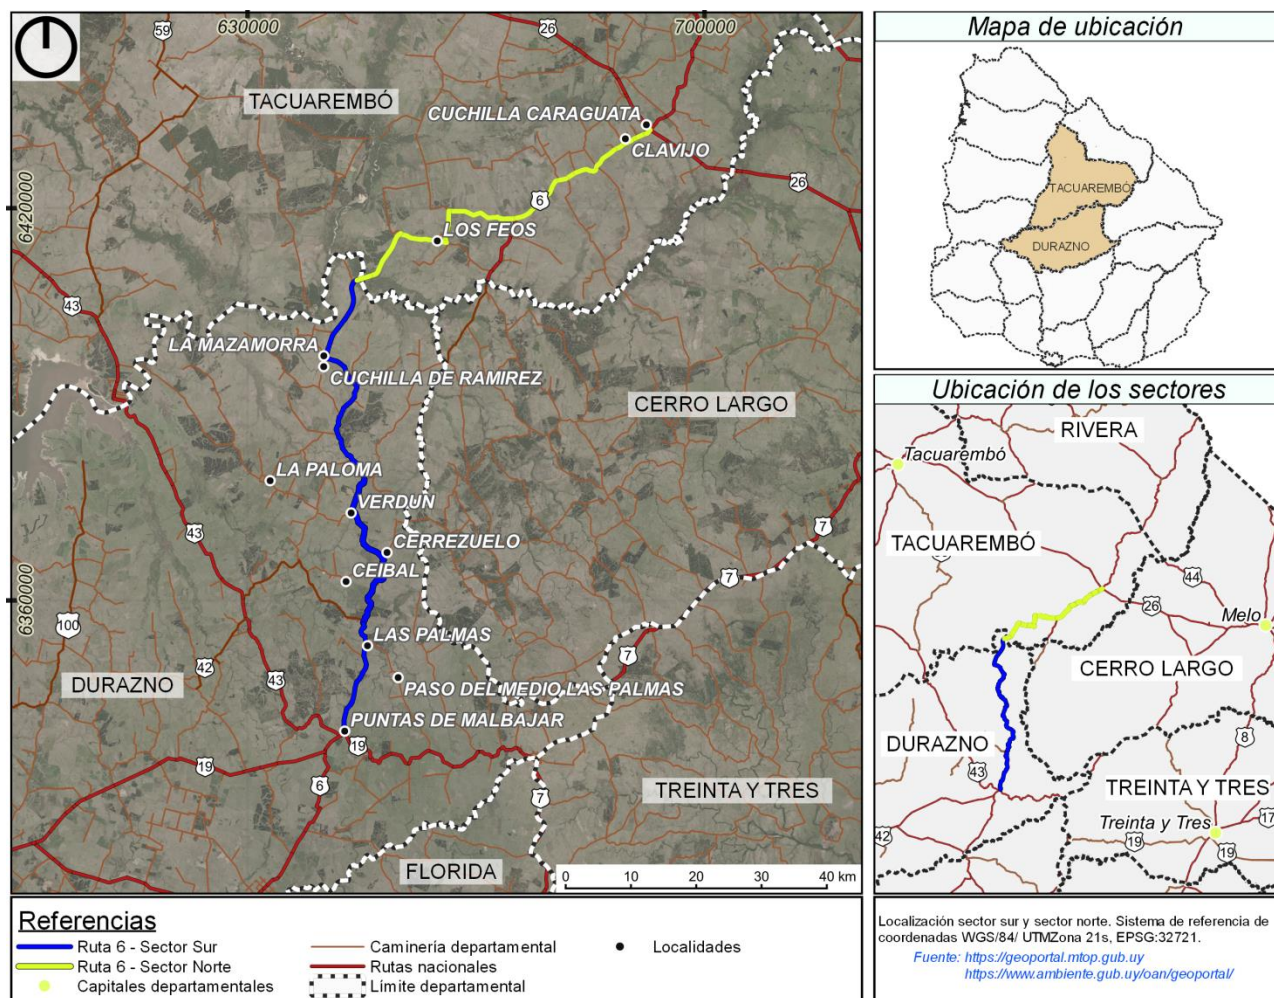 630000
700000
59
26
TACUAREMBÓ
CUCHILLA CARAGUATA
CLAVIJO
26
6
6420000
LOS FEOS
43
LA MAZAMORRA
CUCHILLA DE RAMIREZ
CERRO LARGO
LA PALOMA
VERDUN
43
7
CERREZUELO
CEIBAL
7
6360000
100
LAS PALMAS
7
42
43
DURAZNO
PASO DEL MEDIO LAS PALMAS
PUNTAS DE MALBAJAR
19
19
6
7
TREINTA Y TRES
FLORIDA
0 10 20 30 40 km
Mapa de ubicación
TACUAREMBÓ
DURAZNO
Ubicación de los sectores
RIVERA
Tacuarembó
TACUAREMBÓ
44
26
Melo
CERRO LARGO
DURAZNO
8
43
TREINTA Y TRES
Treinta y Tres
17
42
19
19
Referencias
Ruta 6 - Sector Sur
Ruta 6 - Sector Norte
Capitales departamentales
Caminería departamental
Rutas nacionales
Límite departamental
Localidades
Localización sector sur y sector norte. Sistema de referencia de
coordenadas WGS/84/ UTMZona 21s, EPSG:32721.
Fuente: https://geoportal.mtop.gub.uy
https://www.ambiente.gub.uy/oan/geoportal/